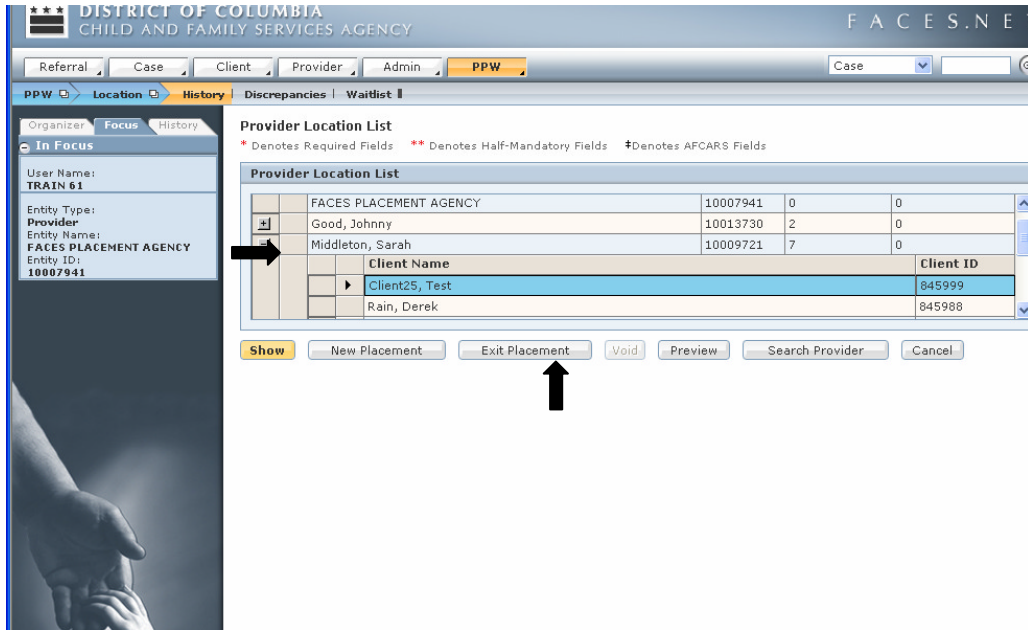 DISTRICT OF COLUMBIA
CHILD AND FAMILY SERVICES AGENCY
FACES.NE
Referral Case Client Provider Admin PPW Case
PPW Location History Discrepancies Waitlist
Organizer Focus History
In Focus
User Name:
TRAIN 61
Entity Type:
Provider
Entity Name:
FACES PLACEMENT AGENCY
Entity ID:
10007941
Provider Location List
* Denotes Required Fields ** Denotes Half-Mandatory Fields ‡Denotes AFCARS Fields
Provider Location List
FACES PLACEMENT AGENCY 10007941 0 0
Good, Johnny 10013730 2 0
Middleton, Sarah 10009721 7 0
Client Name Client ID
Client25, Test 845999
Rain, Derek 845988
Show New Placement Exit Placement Void Preview Search Provider Cancel